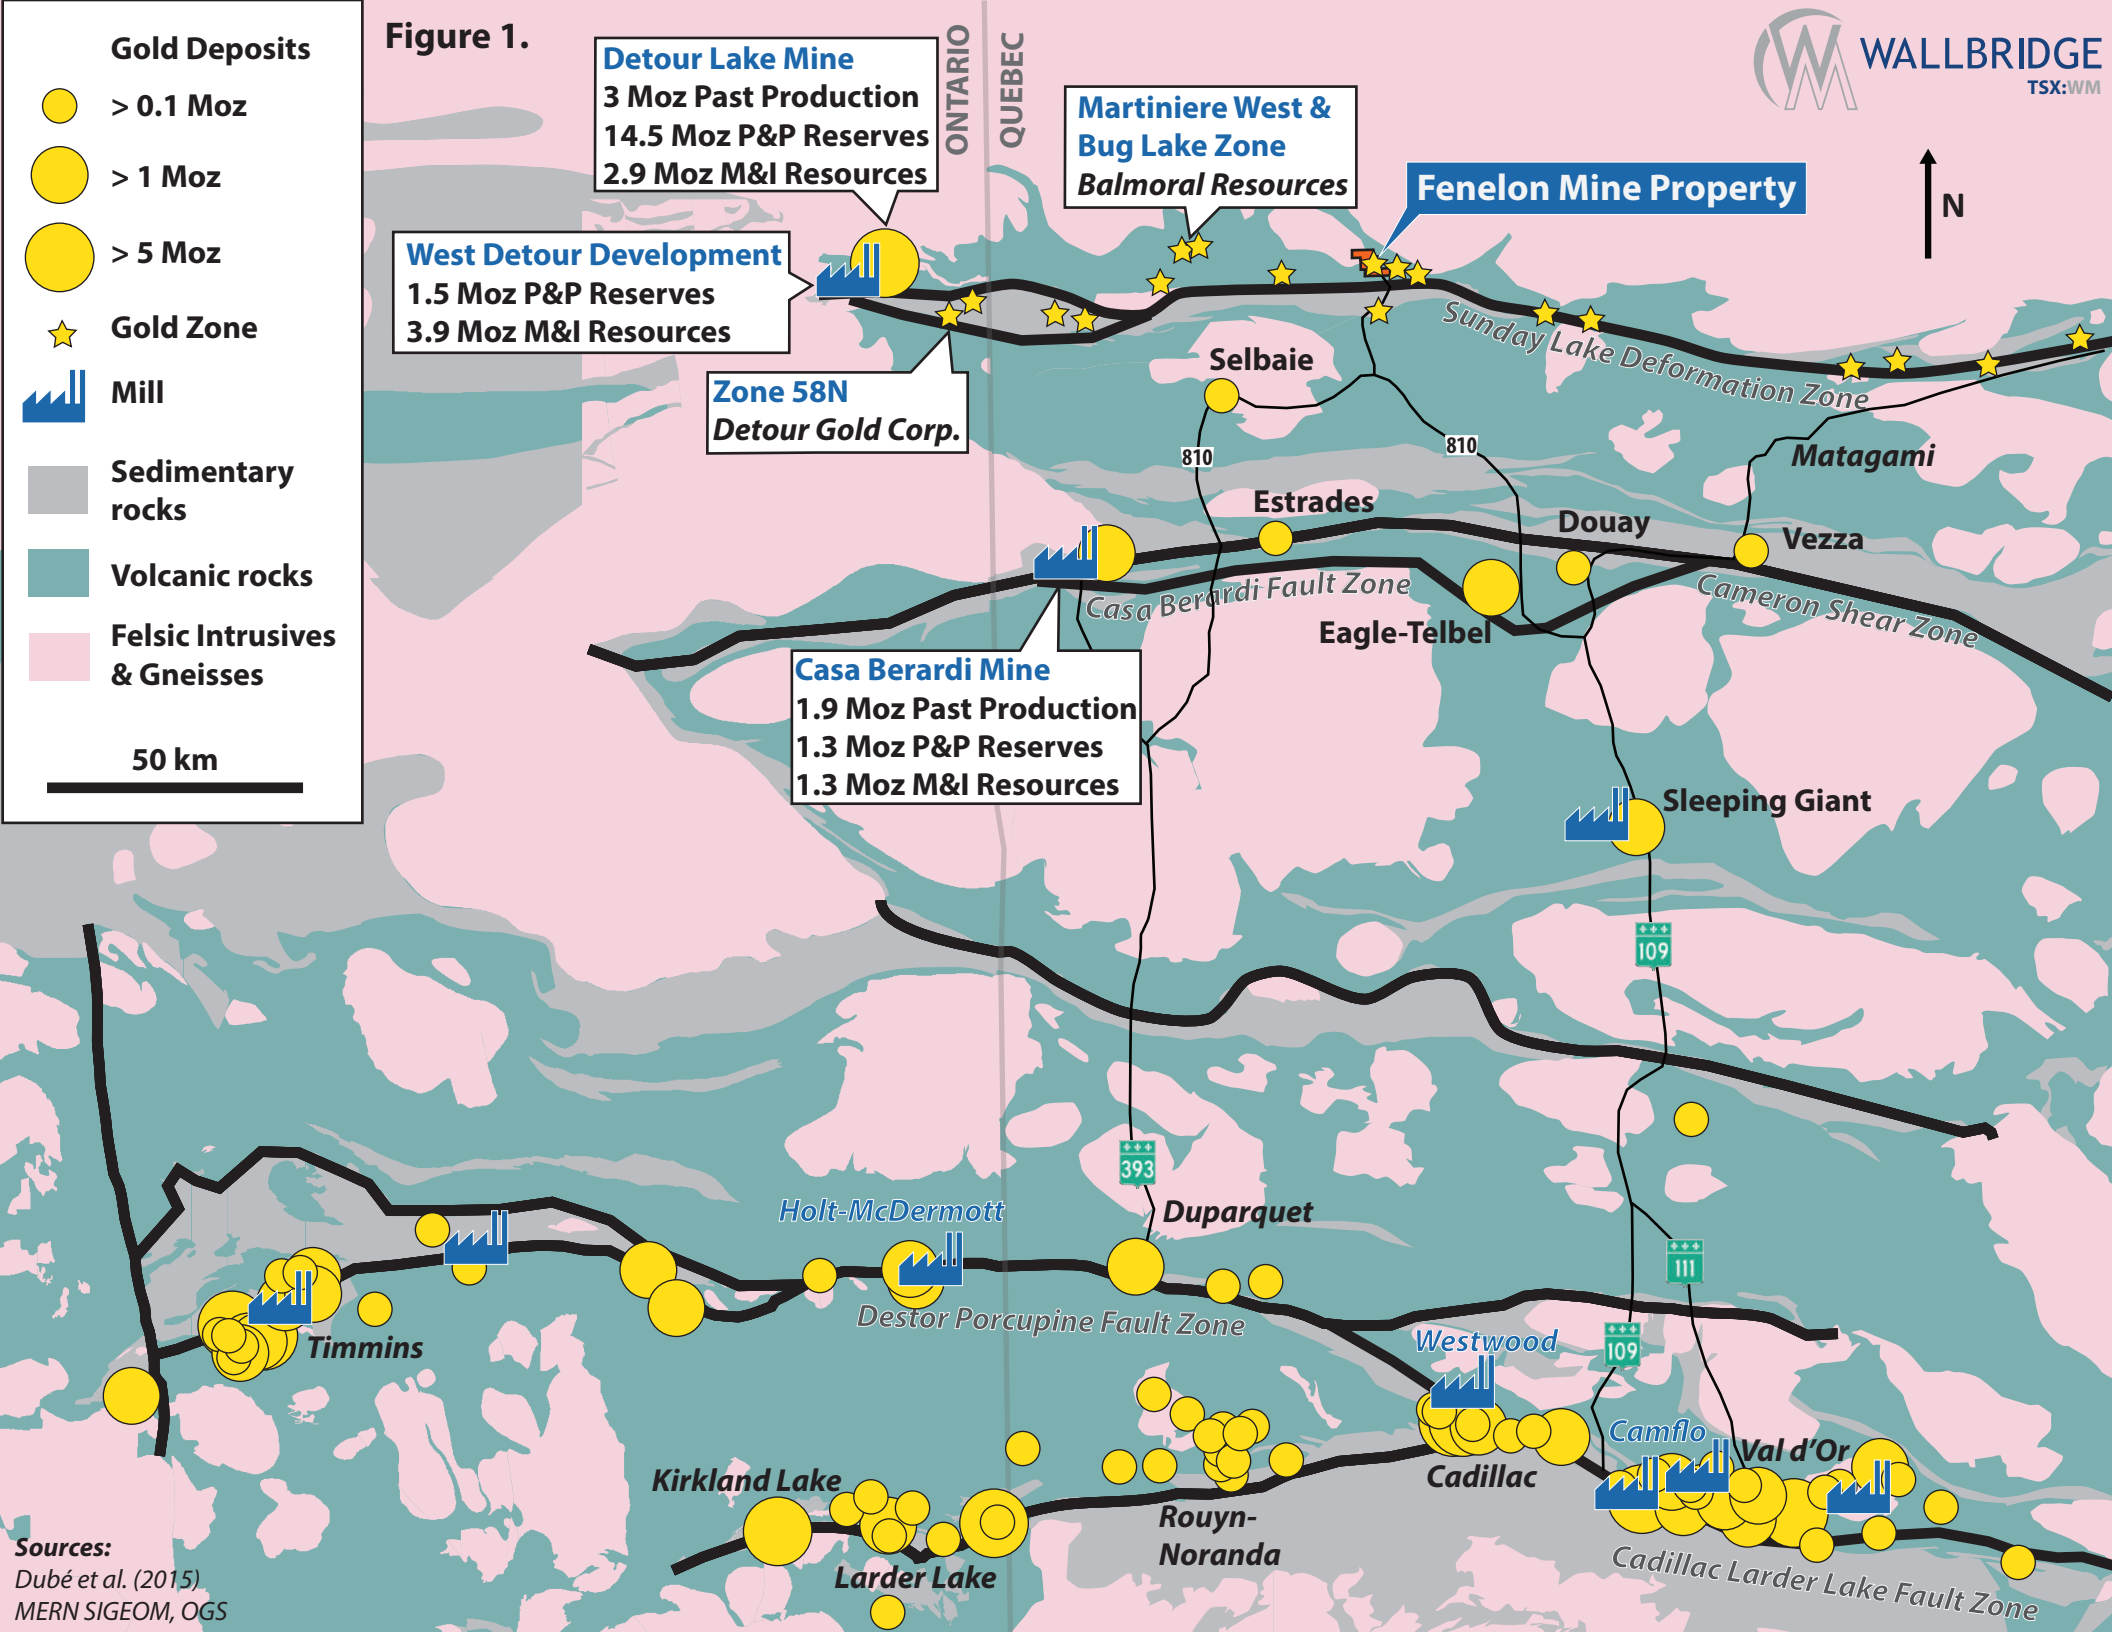 Figure 1.
Gold Deposits
> 0.1 Moz
> 1 Moz
> 5 Moz
Gold Zone
Mill
Sedimentary
rocks
Volcanic rocks
Felsic Intrusives
& Gneisses
50 km
Detour Lake Mine
3 Moz Past Production
14.5 Moz P&P Reserves
2.9 Moz M&I Resources
ONTARIO
QUEBEC
Martiniere West &
Bug Lake Zone
Balmoral Resources
Fenelon Mine Property
WALLBRIDGE
TSX:WM
N
West Detour Development
1.5 Moz P&P Reserves
3.9 Moz M&I Resources
Zone 58N
Detour Gold Corp.
Sunday Lake Deformation Zone
Selbaie
810
810
Matagami
Estrades
Douay
Vezza
Casa Berardi Fault Zone
Cameron Shear Zone
Eagle-Telbel
Casa Berardi Mine
1.9 Moz Past Production
1.3 Moz P&P Reserves
1.3 Moz M&I Resources
Sleeping Giant
109
393
Holt-McDermott
Duparquet
111
Destor Porcupine Fault Zone
Timmins
Westwood
109
Camflo
Val d'Or
Kirkland Lake
Cadillac
Rouyn-
Noranda
Larder Lake
Cadillac Larder Lake Fault Zone
Sources:
Dubé et al. (2015)
MERN SIGEOM, OGS